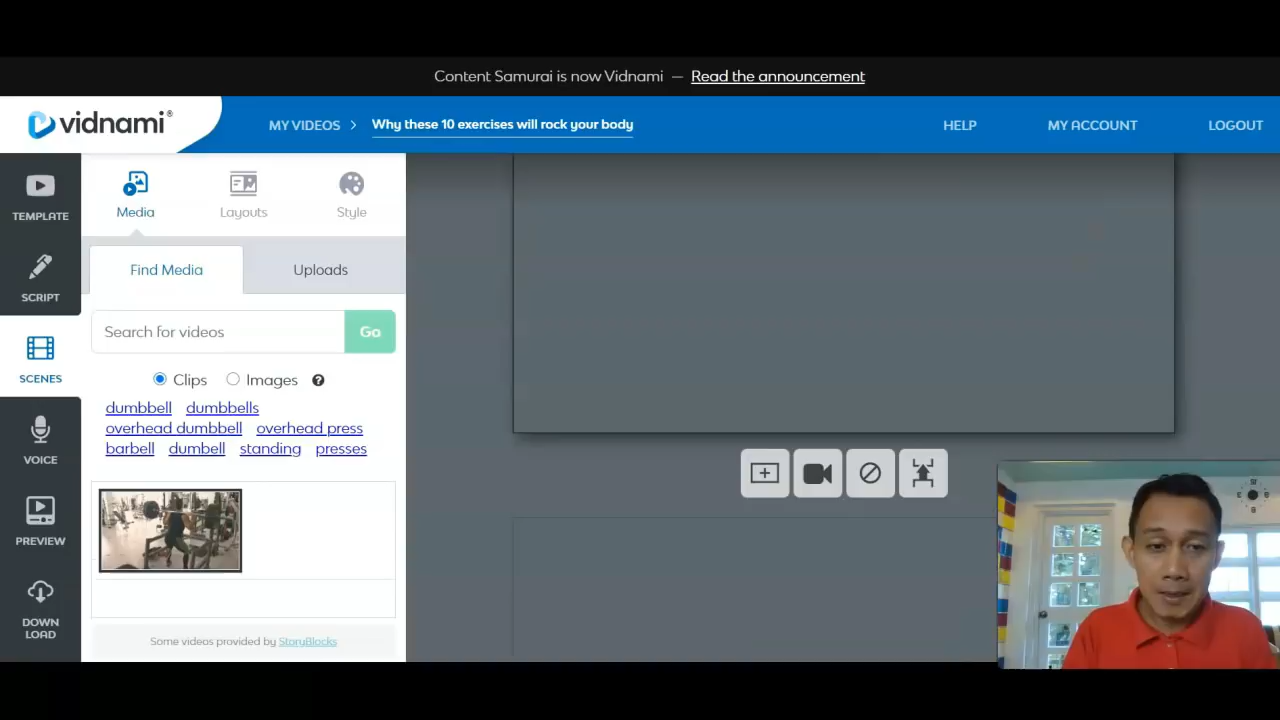 Content Samurai is now Vidnami — Read the announcement
vidnami®
MY VIDEOS > Why these 10 exercises will rock your body
HELP
MY ACCOUNT
LOGOUT
TEMPLATE
SCRIPT
SCENES
VOICE
PREVIEW
DOWN
LOAD
Media
Layouts
Style
Find Media
Uploads
Search for videos
Go
Clips
Images
?
dumbbell dumbbells
overhead dumbbell overhead press
barbell dumbell standing presses
Some videos provided by StoryBlocks